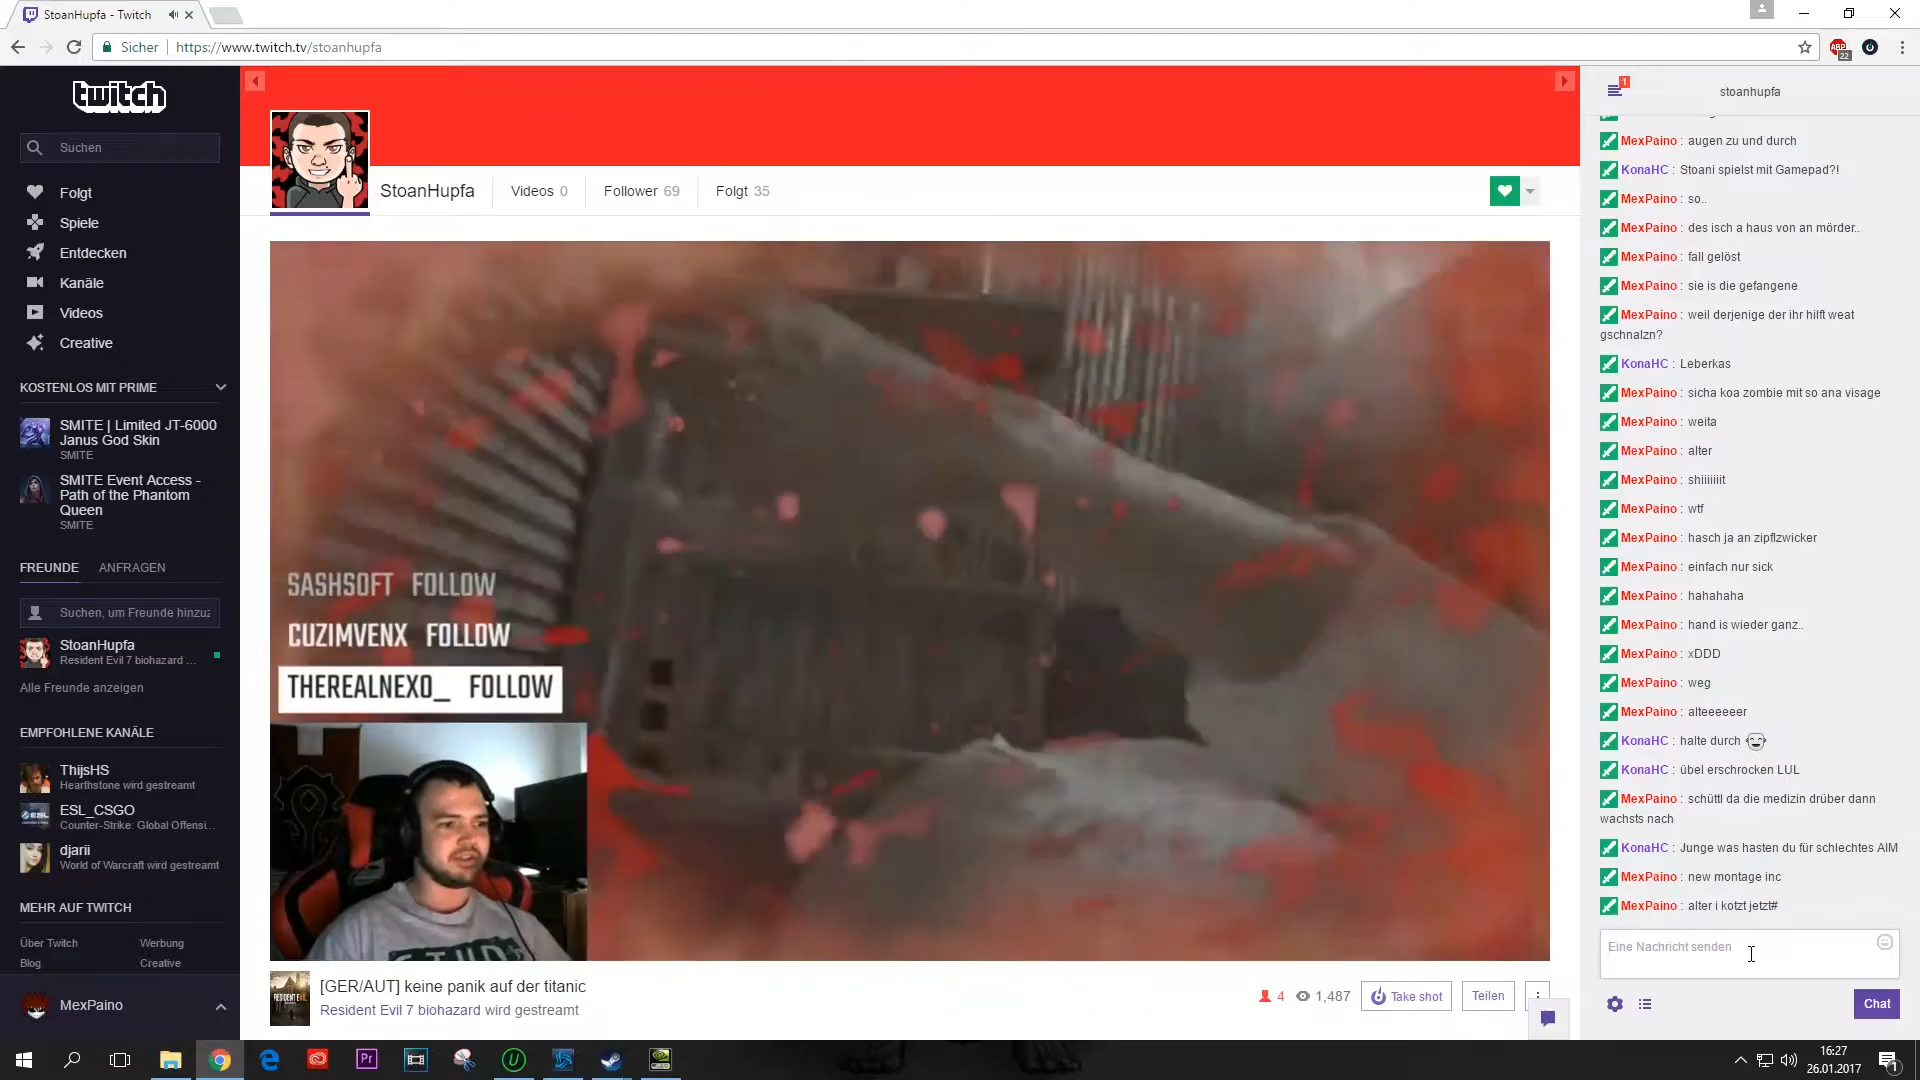 StoanHupfa - Twitch
Sicher https://www.twitch.tv/stoanhupfa
ABP
22
twitch
Suchen
Folgt
Spiele
Entdecken
Kanäle
Videos
Creative
KOSTENLOS MIT PRIME
SMITE | Limited JT-6000
Janus God Skin
SMITE
SMITE Event Access -
Path of the Phantom
Queen
SMITE
FREUNDE ANFRAGEN
Suchen, um Freunde hinzuz
StoanHupfa
Resident Evil 7 biohazard ...
Alle Freunde anzeigen
EMPFOHLENE KANÄLE
ThijsHS
Hearthstone wird gestreamt
ESL_CSGO
Counter-Strike: Global Offensi...
djarii
World of Warcraft wird gestreamt
MEHR AUF TWITCH
Über Twitch Werbung
Blog Creative
MexPaino
StoanHupfa Videos 0 Follower 69 Folgt 35
SASHSOFT FOLLOW
CUZIMVENX FOLLOW
THEREALNEXO_ FOLLOW
[GER/AUT] keine panik auf der titanic
Resident Evil 7 biohazard wird gestreamt
4 1,487 Take shot Teilen
1
stoanhupfa
MexPaino : augen zu und durch
KonaHC : Stoani spielst mit Gamepad?!
MexPaino : so..
MexPaino : des isch a haus von an mörder..
MexPaino : fall gelöst
MexPaino : sie is die gefangene
MexPaino : weil derjenige der ihr hilft weat
gschnalzn?
KonaHC : Leberkas
MexPaino : sicha koa zombie mit so ana visage
MexPaino : weita
MexPaino : alter
MexPaino : shiiiiiiit
MexPaino : wtf
MexPaino : hasch ja an zipflzwicker
MexPaino : einfach nur sick
MexPaino : hahahaha
MexPaino : hand is wieder ganz..
MexPaino : xDDD
MexPaino : weg
MexPaino : alteeeeeer
KonaHC : halte durch
KonaHC : übel erschrocken LUL
MexPaino : schüttl da die medizin drüber dann
wachsts nach
KonaHC : Junge was hasten du für schlechtes AIM
MexPaino : new montage inc
MexPaino : alter i kotzt jetzt#
Eine Nachricht senden
Chat
Pr
16:27
26.01.2017
1